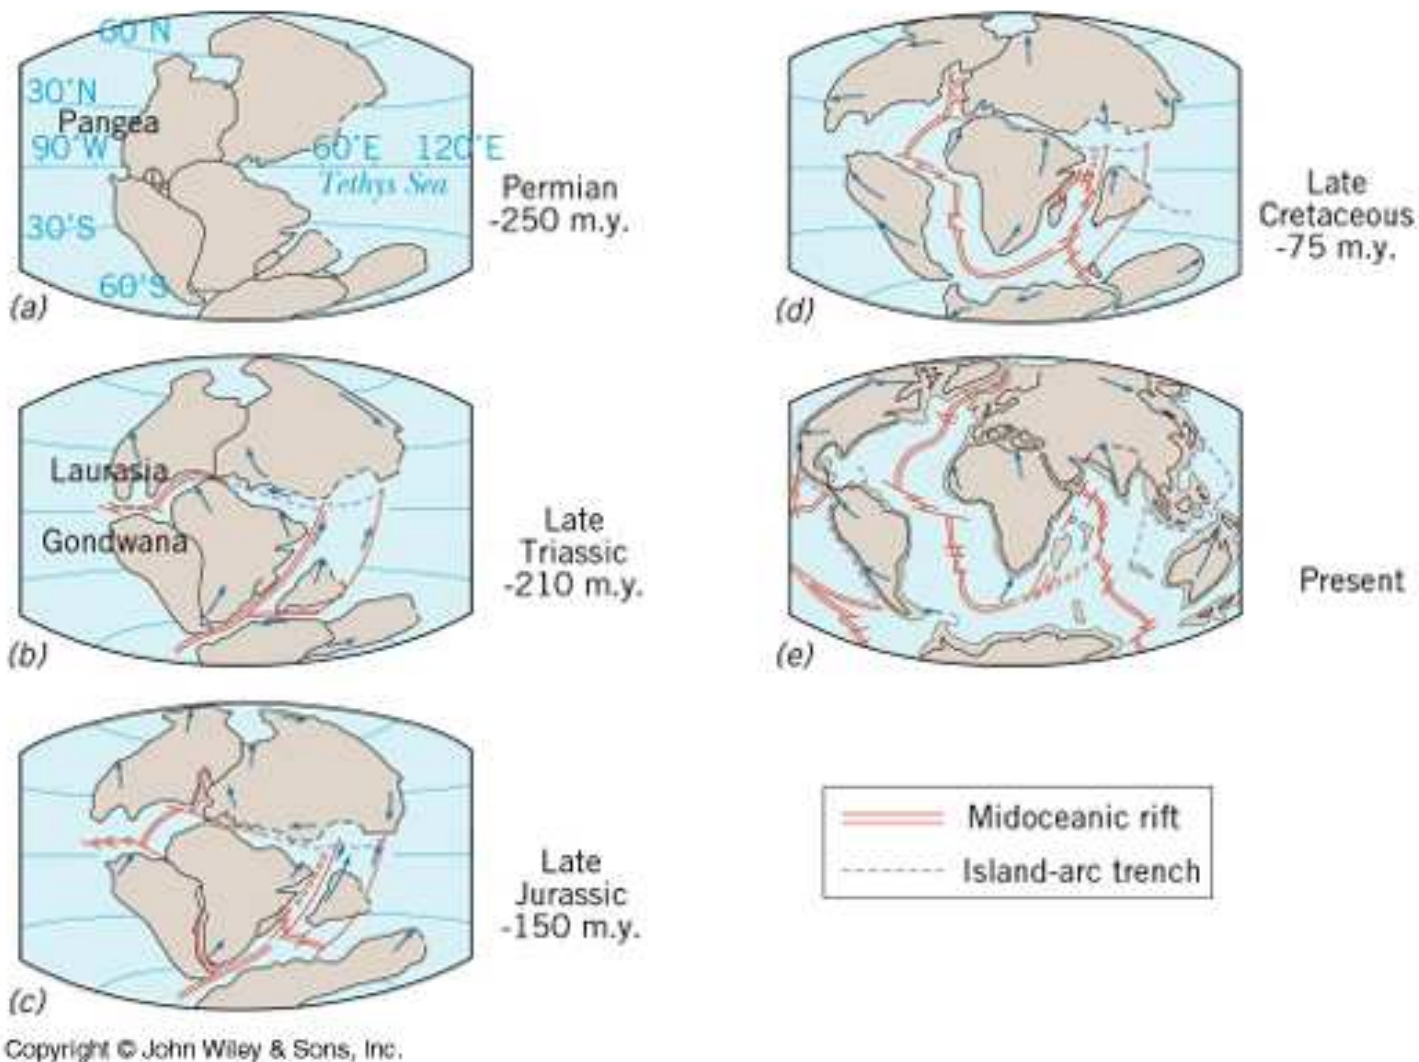 60°N
30°N
Pangea
90°W
60°E 120°E
Tethys Sea
30°S
60°S
(a)
Permian
-250 m.y.
Laurasia
Gondwana
(b)
Late
Triassic
-210 m.y.
(c)
Late
Jurassic
-150 m.y.
(d)
Late
Cretaceous
-75 m.y.
(e)
Present
Midoceanic rift
Island-arc trench
Copyright © John Wiley & Sons, Inc.